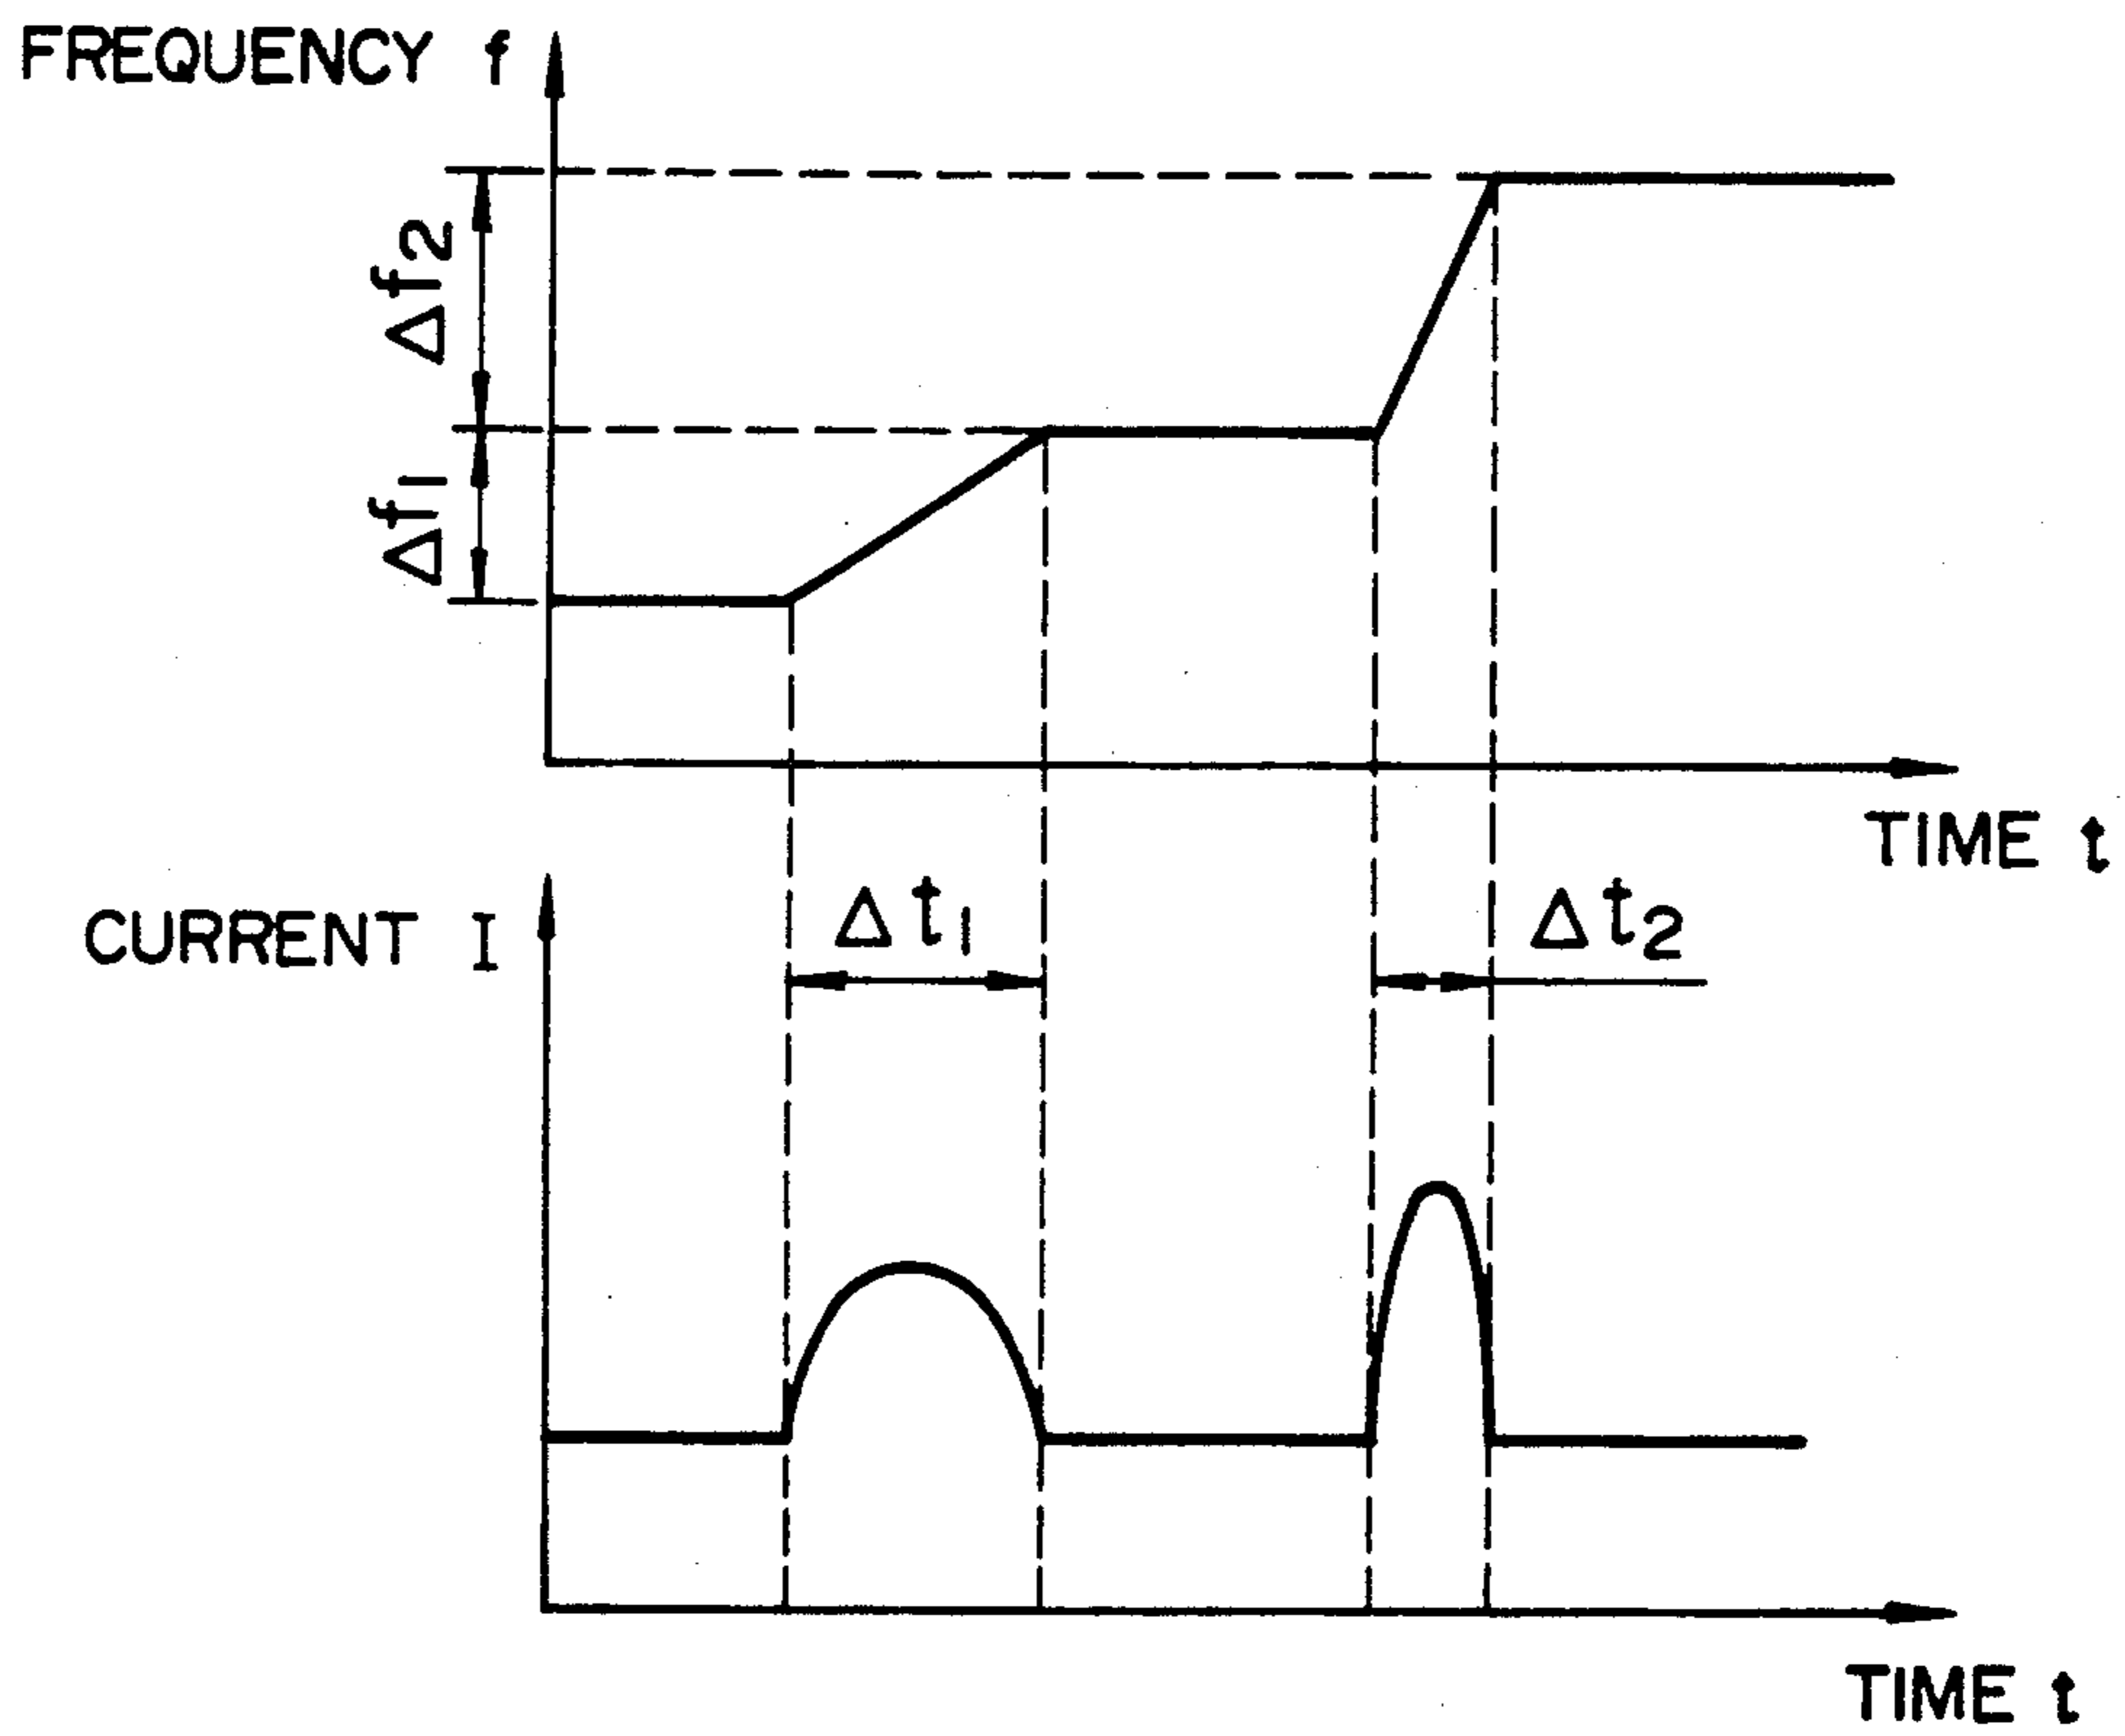 FREQUENCY f
Δf2
Δf1
TIME t
CURRENT I
Δt1
Δt2
TIME t